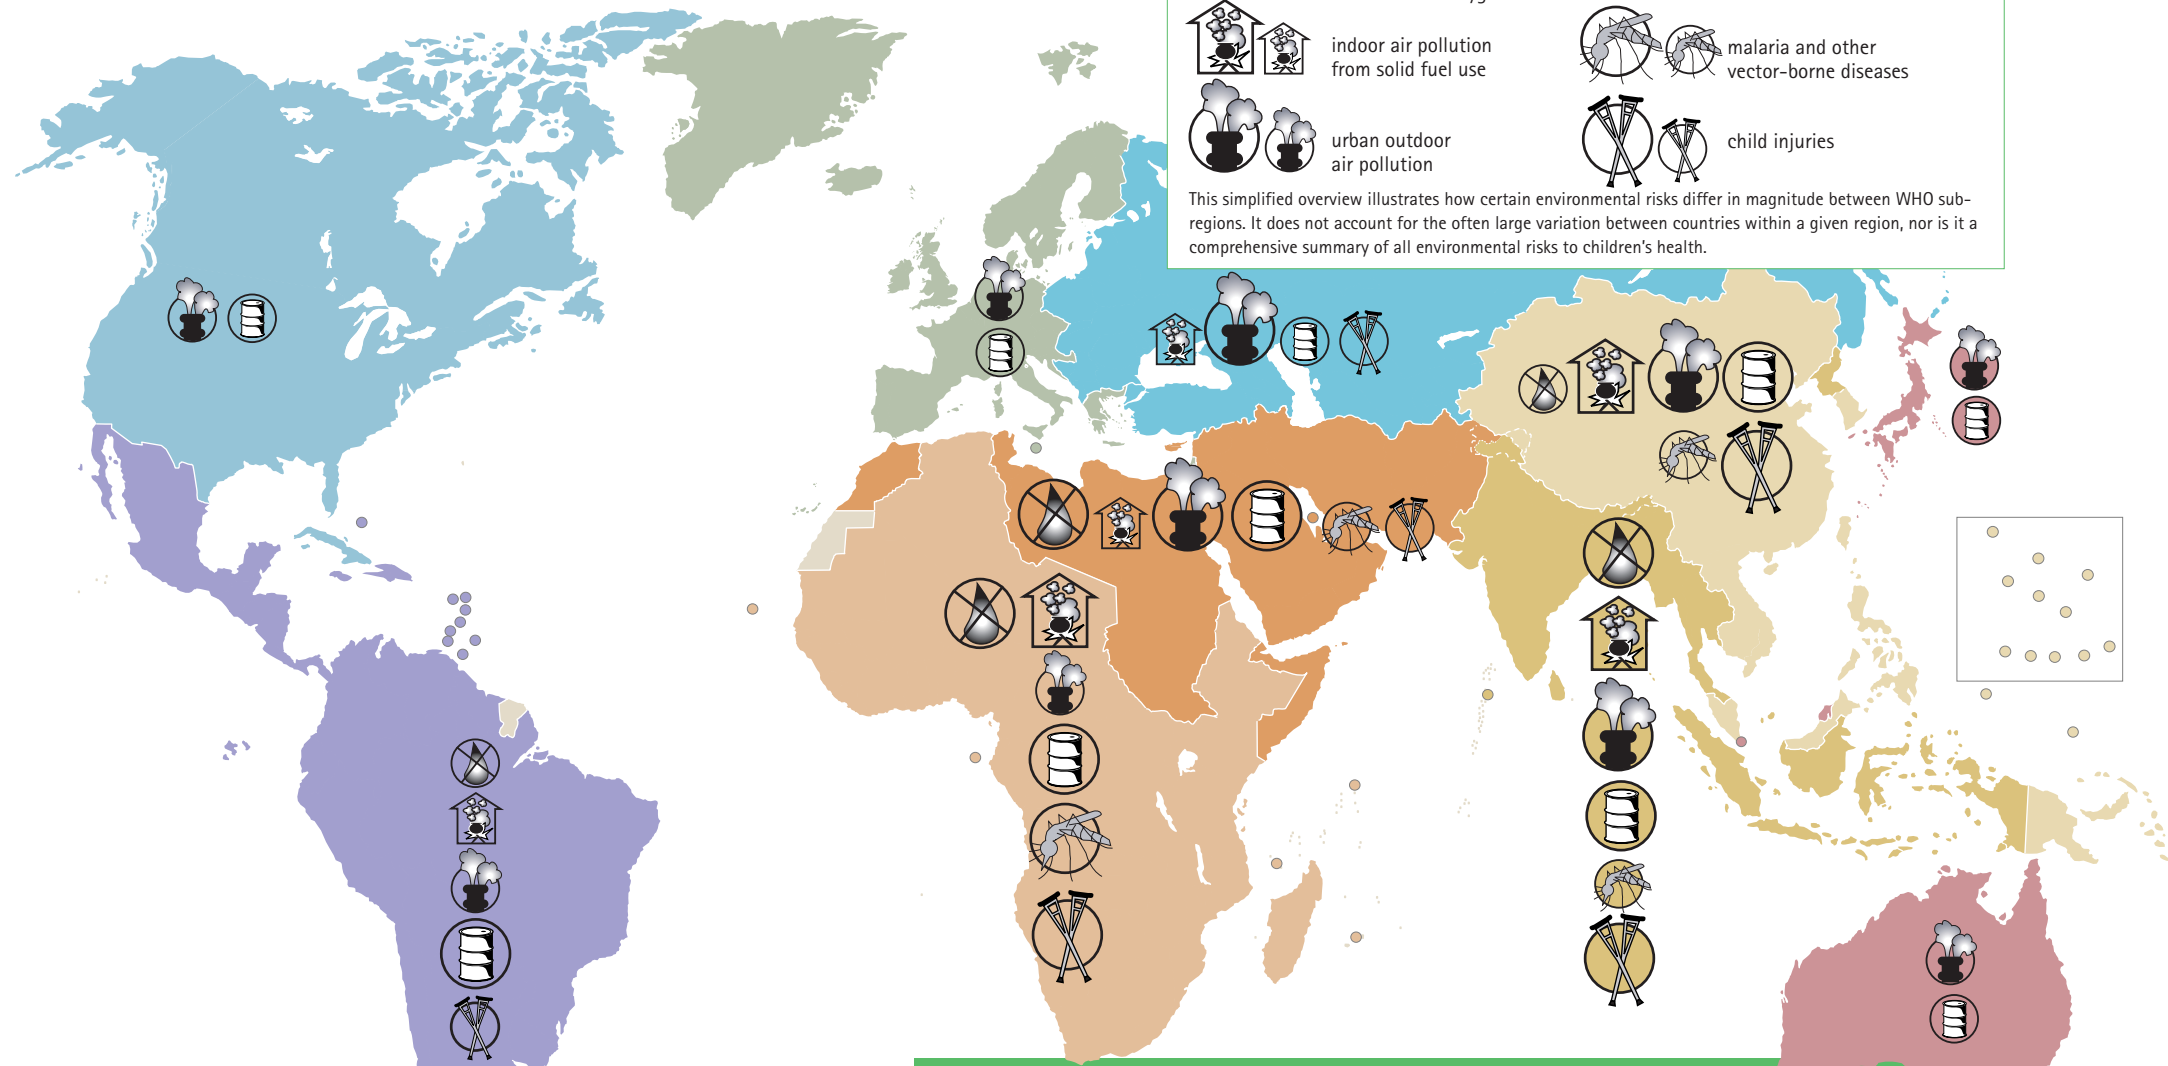 indoor air pollution
from solid fuel use
malaria and other
vector-borne diseases
urban outdoor
air pollution
child injuries
This simplified overview illustrates how certain environmental risks differ in magnitude between WHO sub-
regions. It does not account for the often large variation between countries within a given region, nor is it a
comprehensive summary of all environmental risks to children's health.